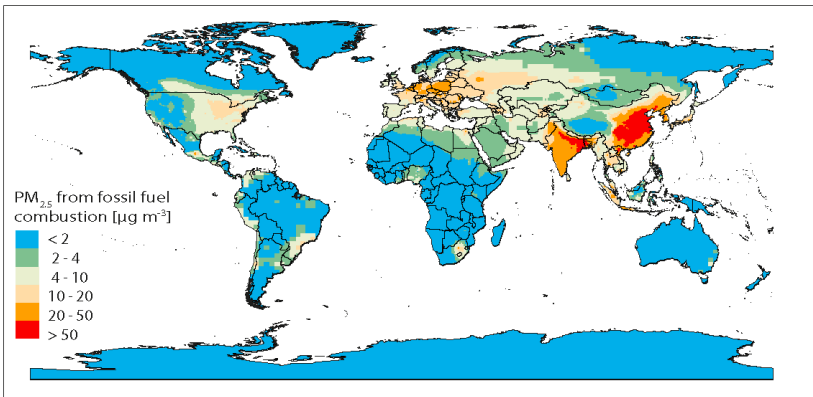 PM₂.₅ from fossil fuel
combustion [µg m⁻³]
< 2
2 - 4
4 - 10
10 - 20
20 - 50
> 50